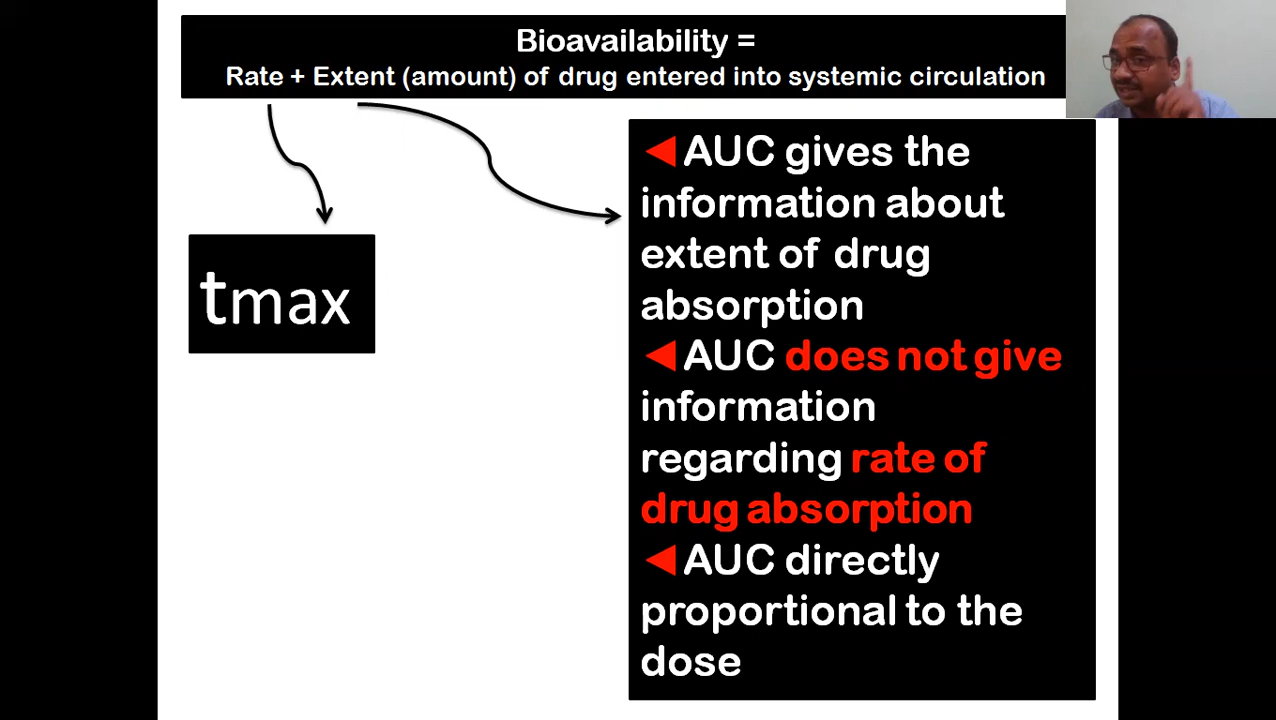 Bioavailability =
Rate + Extent (amount) of drug entered into systemic circulation
tmax
AUC gives the
information about
extent of drug
absorption
AUC does not give
information
regarding rate of
drug absorption
AUC directly
proportional to the
dose